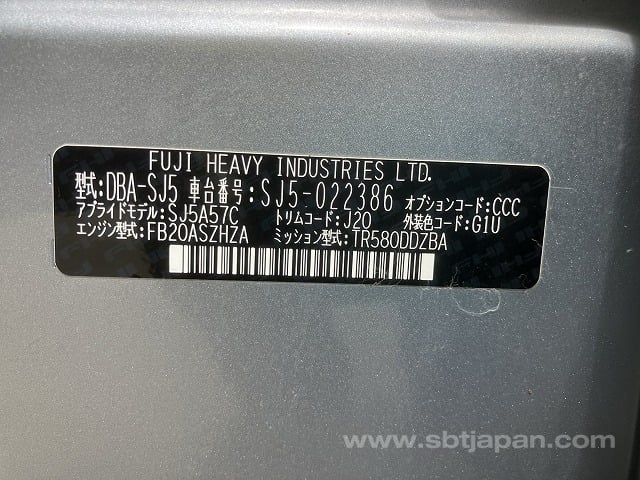 FUJI HEAVY INDUSTRIES LTD.
型式:DBA-SJ5 車台番号:SJ5-022386 オプションコード:CCC
アプライドモデル:SJ5A57C トリムコード:J20 外装色コード:G1U
エンジン型式:FB20ASZHZA ミッション型式:TR580DDZBA
www.sbtjapan.com